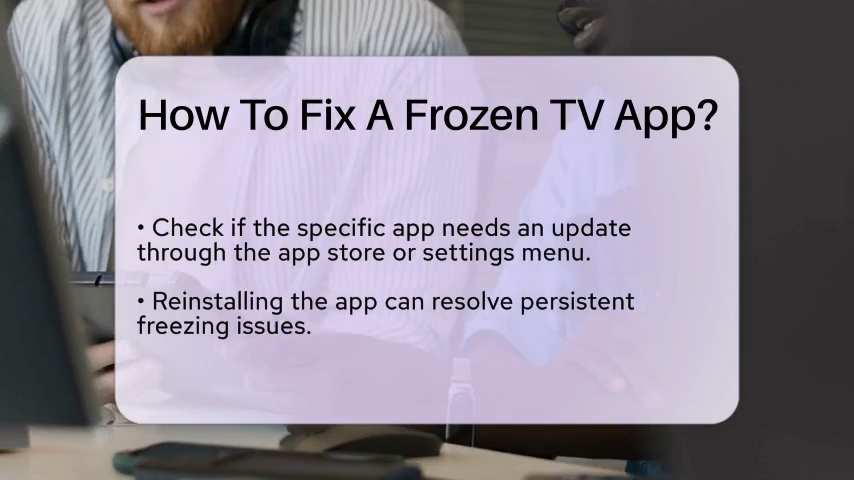 How To Fix A Frozen TV App?
• Check if the specific app needs an update
through the app store or settings menu.
• Reinstalling the app can resolve persistent
freezing issues.